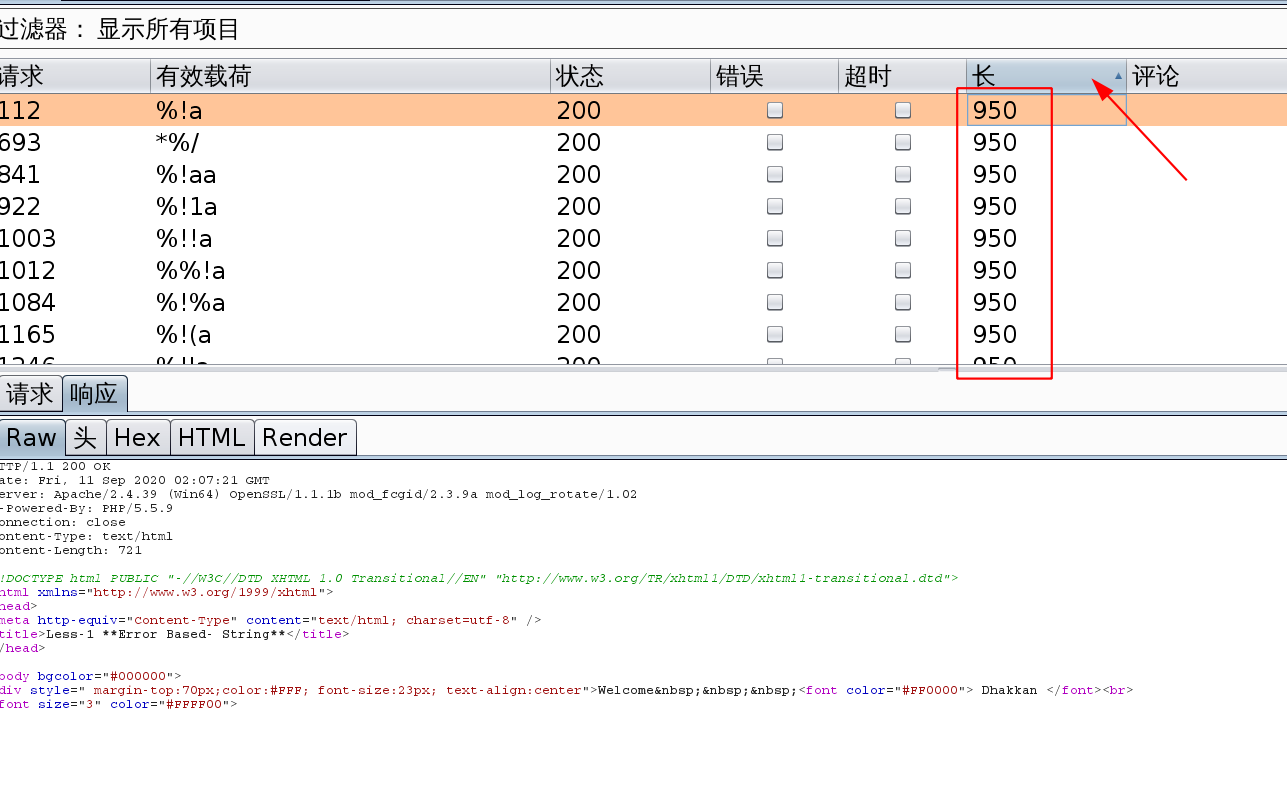 过滤器： 显示所有项目
请求 有效载荷 状态 错误 超时 长 评论
112 %!a 200 950
693 *%/ 200 950
841 %!aa 200 950
922 %!1a 200 950
1003 %!!a 200 950
1012 %%!a 200 950
1084 %!%a 200 950
1165 %!(a 200 950
请求 响应
Raw 头 Hex HTML Render
TTP/1.1 200 OK
ate: Fri, 11 Sep 2020 02:07:21 GMT
erver: Apache/2.4.39 (Win64) OpenSSL/1.1.1b mod_fcgid/2.3.9a mod_log_rotate/1.02
-Powered-By: PHP/5.5.9
onnection: close
ontent-Type: text/html
ontent-Length: 721
!DOCTYPE html PUBLIC "-//W3C//DTD XHTML 1.0 Transitional//EN" "http://www.w3.org/TR/xhtml1/DTD/xhtml1-transitional.dtd">
html xmlns="http://www.w3.org/1999/xhtml">
head>
meta http-equiv="Content-Type" content="text/html; charset=utf-8" />
title>Less-1 **Error Based- String**</title>
/head>
body bgcolor="#000000">
div style=" margin-top:70px;color:#FFF; font-size:23px; text-align:center">Welcome&nbsp;&nbsp;&nbsp;<font color="#FF0000"> Dhakkan </font><br>
font size="3" color="#FFFF00">